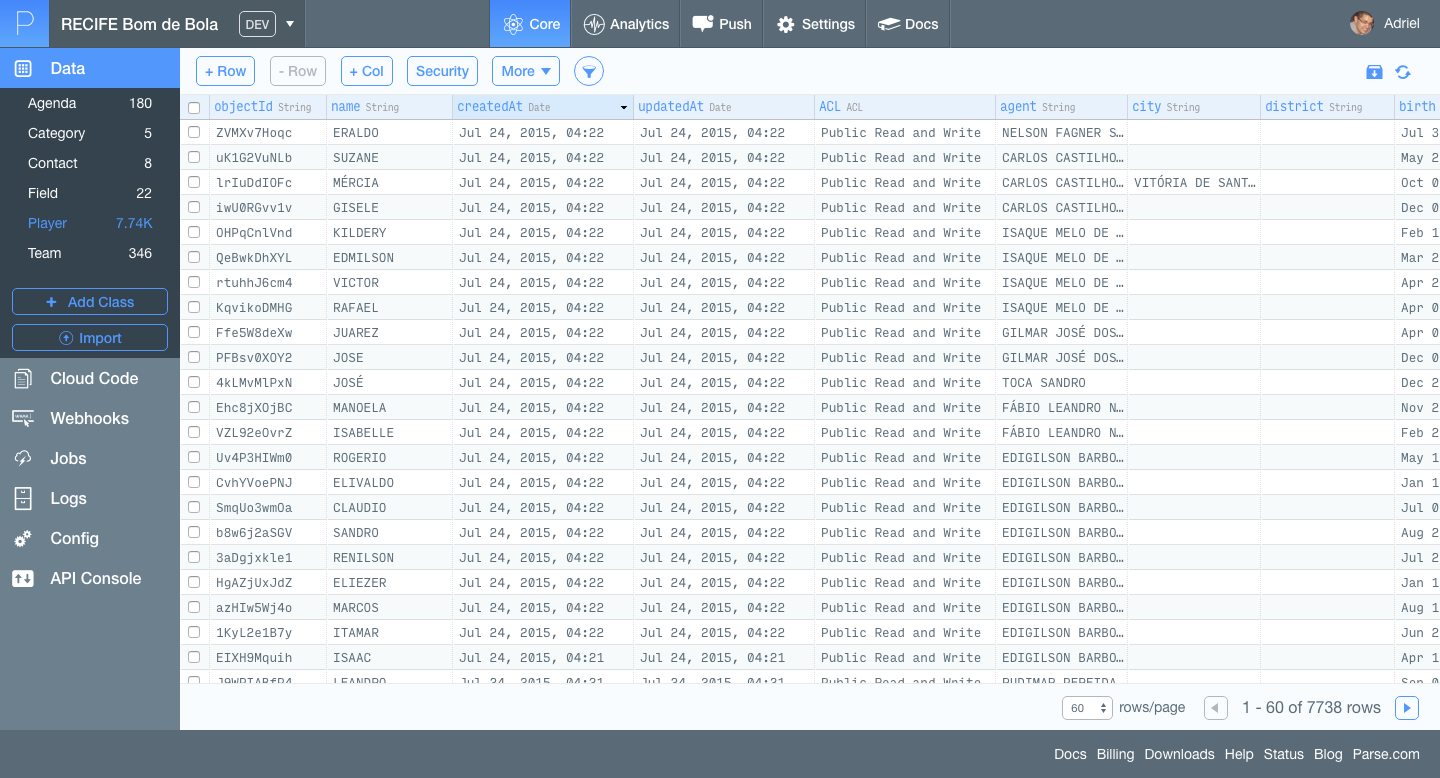 P RECIFE Bom de Bola DEV Core Analytics Push Settings Docs Adriel
Data
Agenda 180
Category 5
Contact 8
Field 22
Player 7.74K
Team 346
+ Add Class
Import
Cloud Code
Webhooks
Jobs
Logs
Config
API Console
+ Row - Row + Col Security More
objectId String name String createdAt Date updatedAt Date ACL ACL agent String city String district String birth
ZVMXv7Hoqc ERALDO Jul 24, 2015, 04:22 Jul 24, 2015, 04:22 Public Read and Write NELSON FAGNER S… Jul 3
uK1G2VuNLb SUZANE Jul 24, 2015, 04:22 Jul 24, 2015, 04:22 Public Read and Write CARLOS CASTILHO… May 2
lrIuDdIOFc MÉRCIA Jul 24, 2015, 04:22 Jul 24, 2015, 04:22 Public Read and Write CARLOS CASTILHO… VITÓRIA DE SANT… Oct 0
iwU0RGvv1v GISELE Jul 24, 2015, 04:22 Jul 24, 2015, 04:22 Public Read and Write CARLOS CASTILHO… Dec 0
OHPqCnlVnd KILDERY Jul 24, 2015, 04:22 Jul 24, 2015, 04:22 Public Read and Write ISAQUE MELO DE … Feb 1
QeBwkDhXYL EDMILSON Jul 24, 2015, 04:22 Jul 24, 2015, 04:22 Public Read and Write ISAQUE MELO DE … Mar 2
rtuhhJ6cm4 VICTOR Jul 24, 2015, 04:22 Jul 24, 2015, 04:22 Public Read and Write ISAQUE MELO DE … Apr 2
KqvikoDMHG RAFAEL Jul 24, 2015, 04:22 Jul 24, 2015, 04:22 Public Read and Write ISAQUE MELO DE … Apr 0
Ffe5W8deXw JUAREZ Jul 24, 2015, 04:22 Jul 24, 2015, 04:22 Public Read and Write GILMAR JOSÉ DOS… Apr 0
PFBsv0XOY2 JOSE Jul 24, 2015, 04:22 Jul 24, 2015, 04:22 Public Read and Write GILMAR JOSÉ DOS… Dec 0
4kLMvMlPxN JOSÉ Jul 24, 2015, 04:22 Jul 24, 2015, 04:22 Public Read and Write TOCA SANDRO Dec 2
Ehc8jXOjBC MANOELA Jul 24, 2015, 04:22 Jul 24, 2015, 04:22 Public Read and Write FÁBIO LEANDRO N… Nov 2
VZL92eOvrZ ISABELLE Jul 24, 2015, 04:22 Jul 24, 2015, 04:22 Public Read and Write FÁBIO LEANDRO N… Feb 2
Uv4P3HIWm0 ROGERIO Jul 24, 2015, 04:22 Jul 24, 2015, 04:22 Public Read and Write EDIGILSON BARBO… May 1
CvhYVoePNJ ELIVALDO Jul 24, 2015, 04:22 Jul 24, 2015, 04:22 Public Read and Write EDIGILSON BARBO… Jan 1
SmqUo3wmOa CLAUDIO Jul 24, 2015, 04:22 Jul 24, 2015, 04:22 Public Read and Write EDIGILSON BARBO… Jul 0
b8w6j2aSGV SANDRO Jul 24, 2015, 04:22 Jul 24, 2015, 04:22 Public Read and Write EDIGILSON BARBO… Aug 2
3aDgjxkle1 RENILSON Jul 24, 2015, 04:22 Jul 24, 2015, 04:22 Public Read and Write EDIGILSON BARBO… Jul 2
HgAZjUxJdZ ELIEZER Jul 24, 2015, 04:22 Jul 24, 2015, 04:22 Public Read and Write EDIGILSON BARBO… Jan 1
azHIw5Wj4o MARCOS Jul 24, 2015, 04:22 Jul 24, 2015, 04:22 Public Read and Write EDIGILSON BARBO… Aug 1
1KyL2e1B7y ITAMAR Jul 24, 2015, 04:22 Jul 24, 2015, 04:22 Public Read and Write EDIGILSON BARBO… Jun 2
EIXH9Mquih ISAAC Jul 24, 2015, 04:21 Jul 24, 2015, 04:21 Public Read and Write EDIGILSON BARBO… Apr 1
LEANDRO Jul 24, 2015, 04:21 Jul 24, 2015, 04:21 Public Read and Write
60 rows/page 1 - 60 of 7738 rows
Docs Billing Downloads Help Status Blog Parse.com